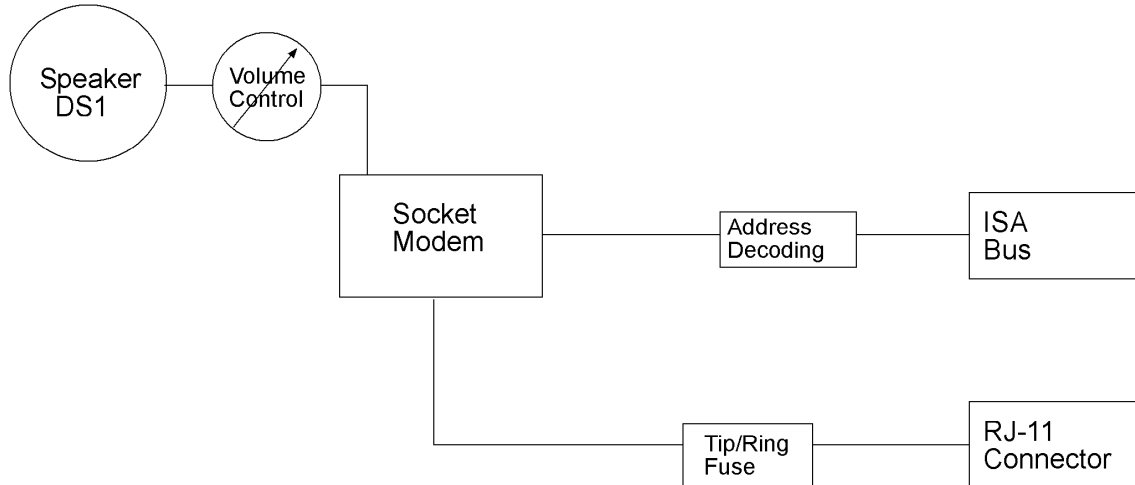 Speaker
DS1
Volume
Control
Socket
Modem
Address
Decoding
ISA
Bus
Tip/Ring
Fuse
RJ-11
Connector